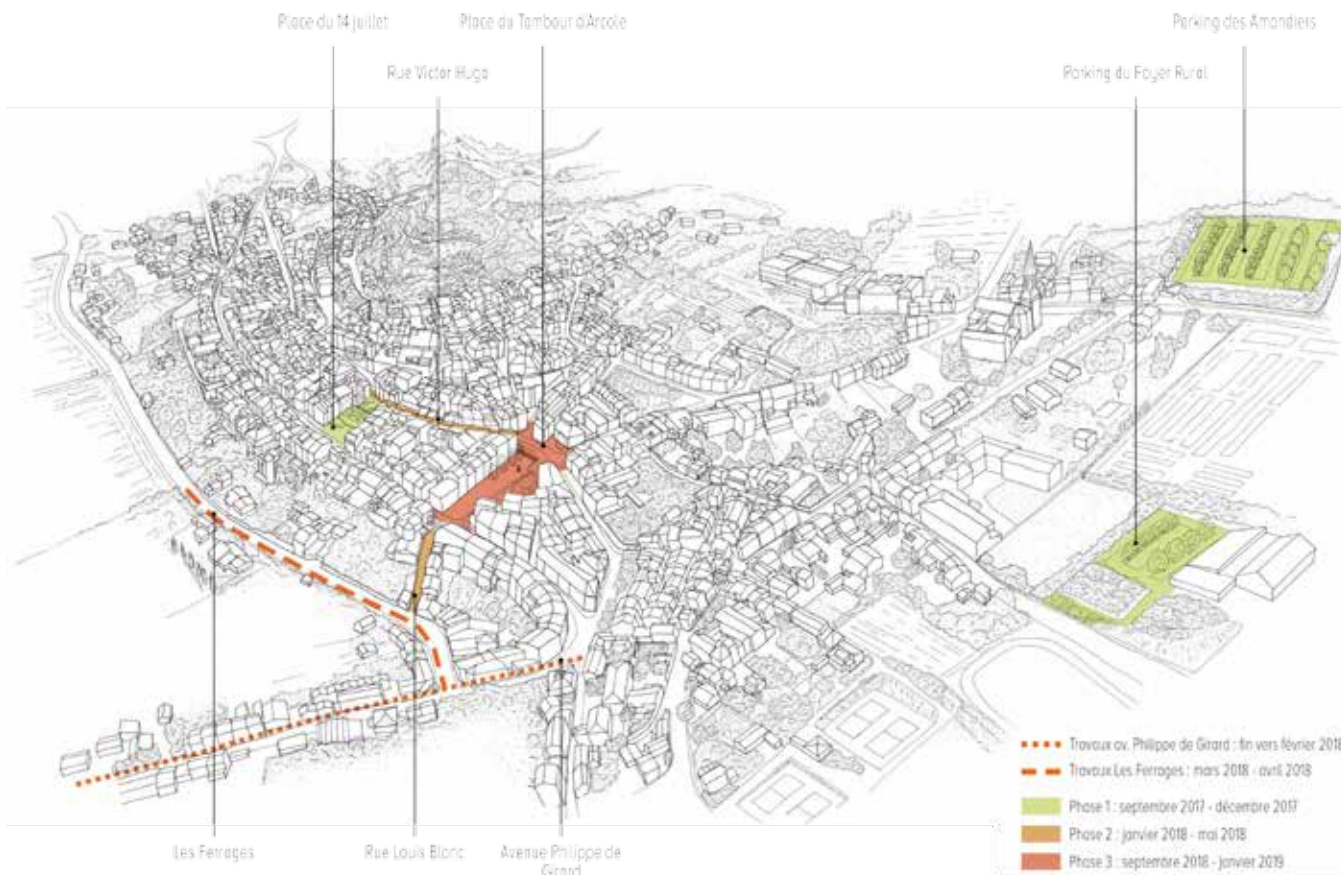 Place du 14 juillet
Place du Tambour d'Arcole
Parking des Amandiers
Rue Victor Hugo
Parking du Foyer Rural
Travaux av. Philippe de Girard : fin vers février 2018
Travaux Les Ferrages : mars 2018 - avril 2018
Phase 1 : septembre 2017 - décembre 2017
Phase 2 : janvier 2018 - mai 2018
Phase 3 : septembre 2018 - janvier 2019
Les Ferrages
Rue Louis Blanc
Avenue Philippe de
Girard